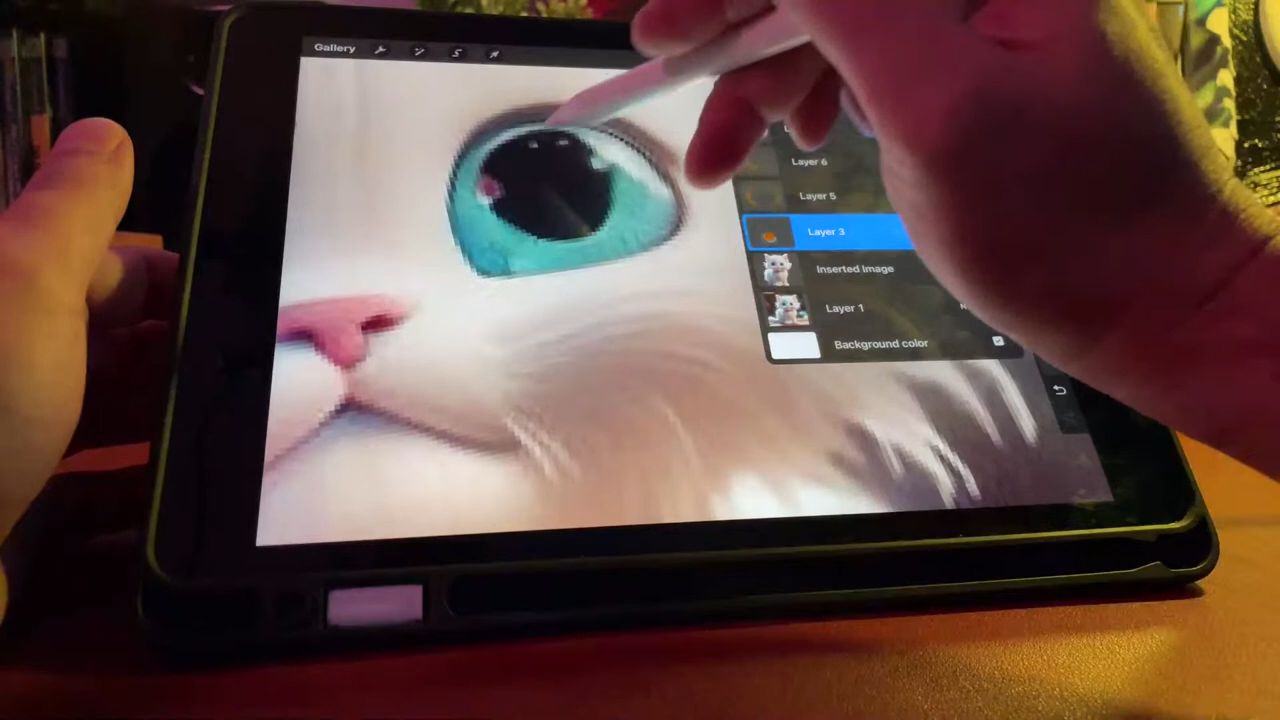 Gallery
Layer 6
Layer 5
Layer 3
Inserted Image
Layer 1
Background color